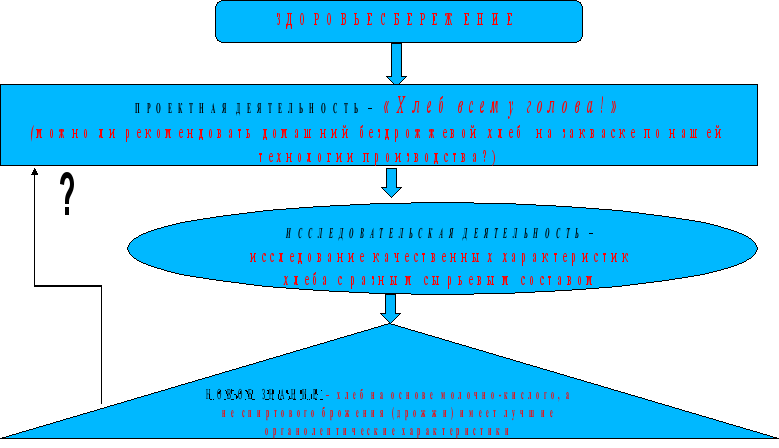 ЗДОРОВЬЕСБЕРЕЖЕНИЕ
ПРОЕКТНАЯ ДЕЯТЕЛЬНОСТЬ – «Хлеб всему голова!»
(можно ли рекомендовать домашний бездрожжевой хлеб на закваске по нашей
технологии производства?)
?
ИССЛЕДОВАТЕЛЬСКАЯ ДЕЯТЕЛЬНОСТЬ –
исследование качественных характеристик
хлеба с разным сырьевым составом
НОВОЕ ЗНАНИЕ - хлеб на основе молочно-кислого, а
не спиртового брожения (дрожжи) имеет лучшие
органолептические характеристики